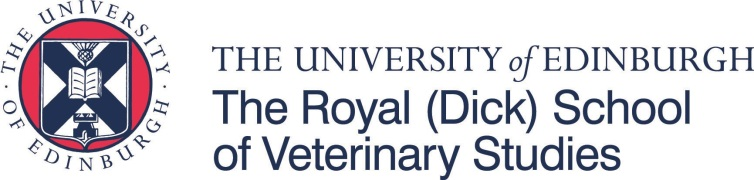 · THE UNIVERSITY ·
OF EDINBURGH
THE UNIVERSITY of EDINBURGH
The Royal (Dick) School
of Veterinary Studies